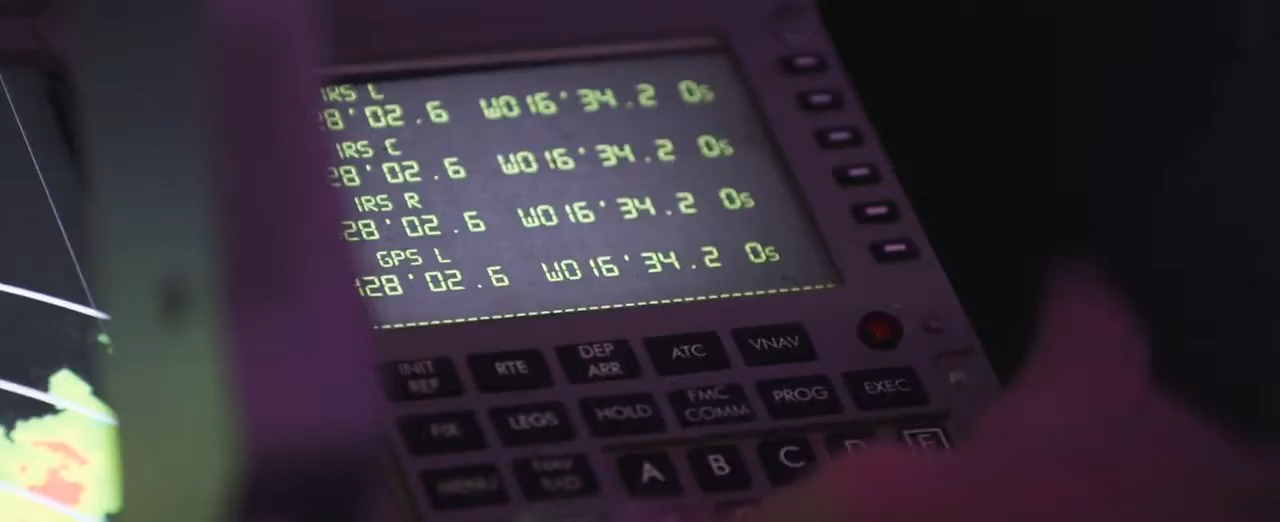 IRS L
28'02.6 W016'34.2 0s
IRS C
28'02.6 W016'34.2 0s
IRS R
28'02.6 W016'34.2 0s
GPS L
N28'02.6 W016'34.2 0s
INIT REF RTE DEP ARR ATC VNAV
FIX LEGS HOLD FMC COMM PROG EXEC
MENU NAV RAD A B C D E